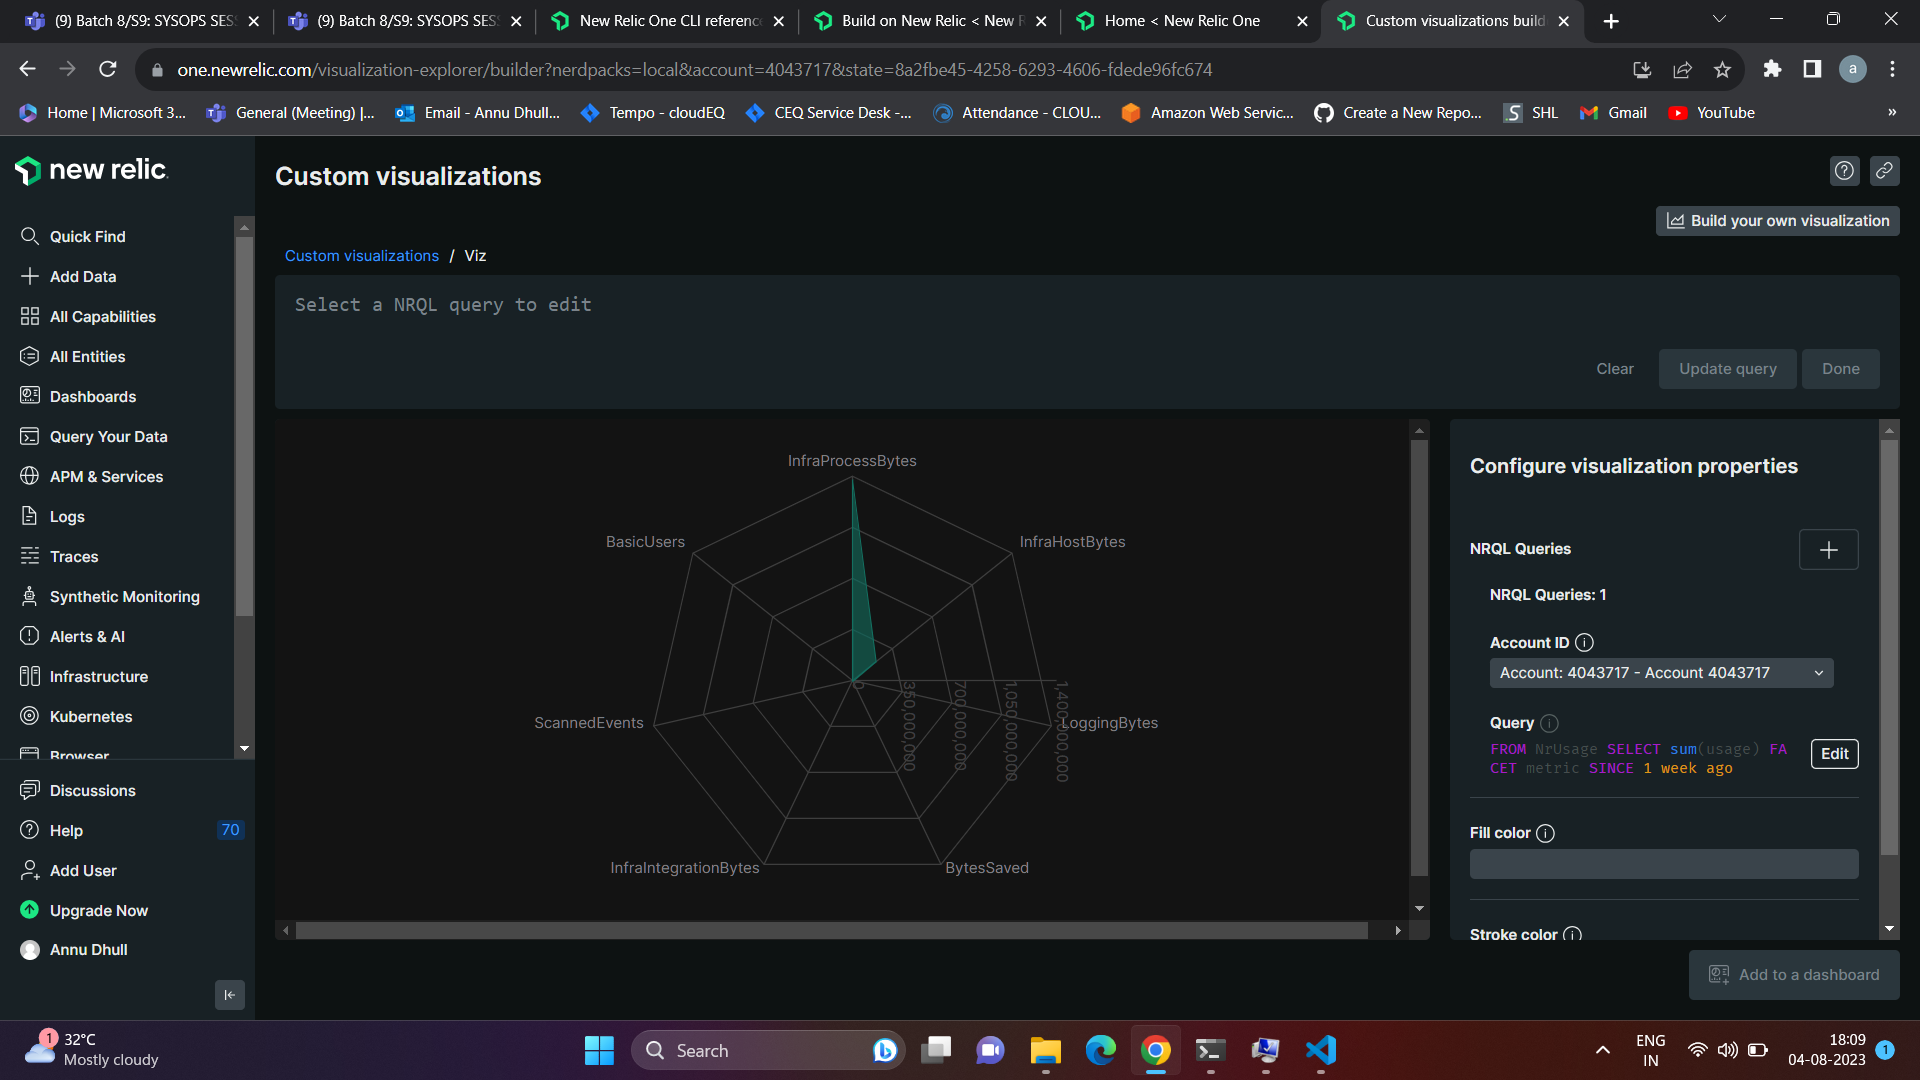 (9) Batch 8/S9: SYSOPS SES
(9) Batch 8/S9: SYSOPS SES
New Relic One CLI reference
Build on New Relic < New R
Home < New Relic One
Custom visualizations build
one.newrelic.com/visualization-explorer/builder?nerdpacks=local&account=4043717&state=8a2fbe45-4258-6293-4606-fdede96fc674
a
Home | Microsoft 3...
General (Meeting) |...
Email - Annu Dhull...
Tempo - cloudEQ
CEQ Service Desk -...
Attendance - CLOU...
Amazon Web Servic...
Create a New Repo...
SHL
Gmail
YouTube
»
new relic
Custom visualizations
Build your own visualization
Quick Find
Add Data
All Capabilities
All Entities
Dashboards
Query Your Data
APM & Services
Logs
Traces
Synthetic Monitoring
Alerts & AI
Infrastructure
Kubernetes
Browser
Discussions
Help
70
Add User
Upgrade Now
Annu Dhull
Custom visualizations / Viz
Select a NRQL query to edit
Clear
Update query
Done
InfraProcessBytes
BasicUsers
InfraHostBytes
ScannedEvents
LoggingBytes
InfraIntegrationBytes
BytesSaved
0
350,000,000
700,000,000
1,050,000,000
1,400,000,000
Configure visualization properties
NRQL Queries
NRQL Queries: 1
Account ID
Account: 4043717 - Account 4043717
Query
FROM NrUsage SELECT sum(usage) FA
CET metric SINCE 1 week ago
Edit
Fill color
Stroke color
Add to a dashboard
1
32°C
Mostly cloudy
Search
ENG
IN
18:09
04-08-2023
1